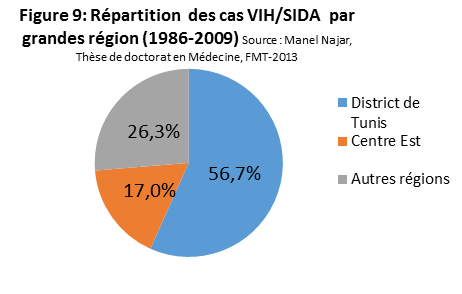 Figure 9: Répartition des cas VIH/SIDA par
grandes région (1986-2009) Source : Manel Najar,
Thèse de doctorat en Médecine, FMT-2013
26,3%
56,7%
17,0%
District de
Tunis
Centre Est
Autres régions